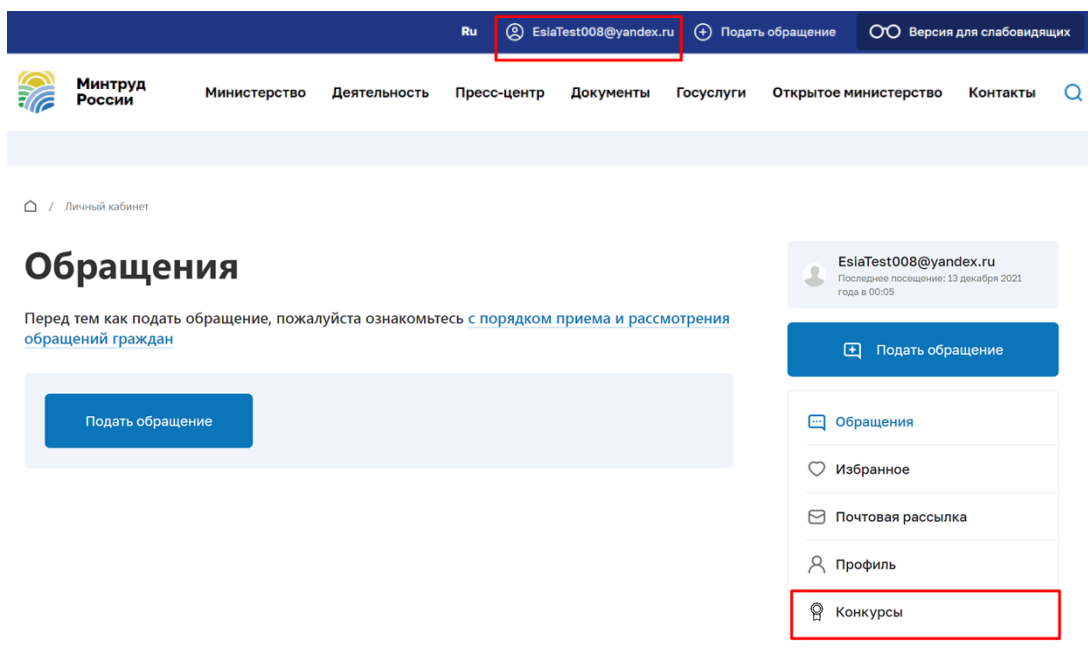 Ru EsiaTest008@yandex.ru Подать обращение Версия для слабовидящих
Минтруд
России
Министерство Деятельность Пресс-центр Документы Госуслуги Открытое министерство Контакты
/ Личный кабинет
Обращения
Перед тем как подать обращение, пожалуйста ознакомьтесь с порядком приема и рассмотрения
обращений граждан
Подать обращение
EsiaTest008@yandex.ru
Последнее посещение: 13 декабря 2021
года в 00:05
Подать обращение
Обращения
Избранное
Почтовая рассылка
Профиль
Конкурсы